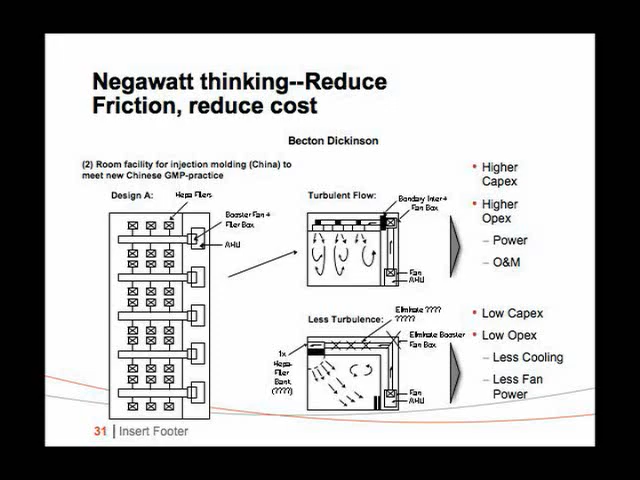 Negawatt thinking--Reduce
Friction, reduce cost
Becton Dickinson
(2) Room facility for injection molding (China) to
meet new Chinese GMP-practice
Design A:
Hepa Filers
Booster Fan +
Filer Box
AHU
Turbulent Flow:
Bandary Inter+
Fan Box
Fan
AHU
• Higher
Capex
• Higher
Opex
– Power
– O&M
Less Turbulence:
Eliminate ????
?????
Eliminate Booster
Fan Box
1x
Hepa-
Filer
Bank
(????)
Fan
AHU
• Low Capex
• Low Opex
– Less Cooling
– Less Fan
Power
31 | Insert Footer